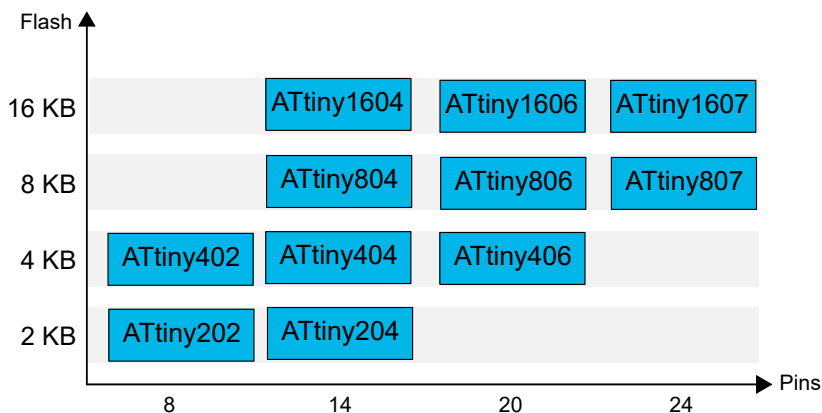 Flash
16 KB
ATtiny1604
ATtiny1606
ATtiny1607
8 KB
ATtiny804
ATtiny806
ATtiny807
4 KB
ATtiny402
ATtiny404
ATtiny406
2 KB
ATtiny202
ATtiny204
Pins
8
14
20
24